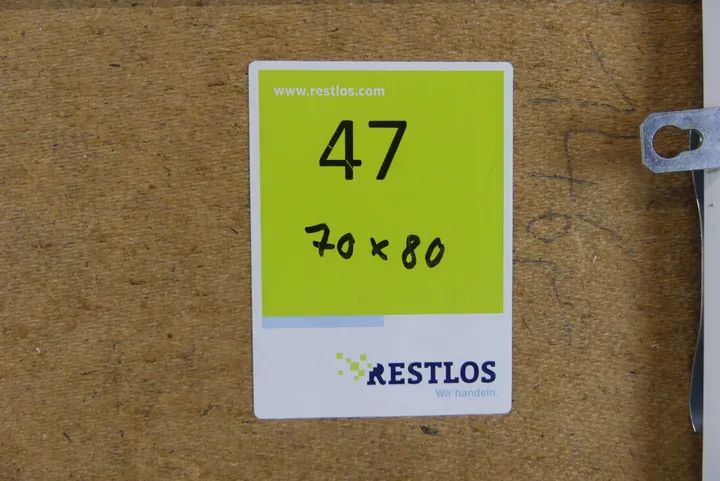 www.restlos.com
47
70 x 80
RESTLOS
Wir handeln.